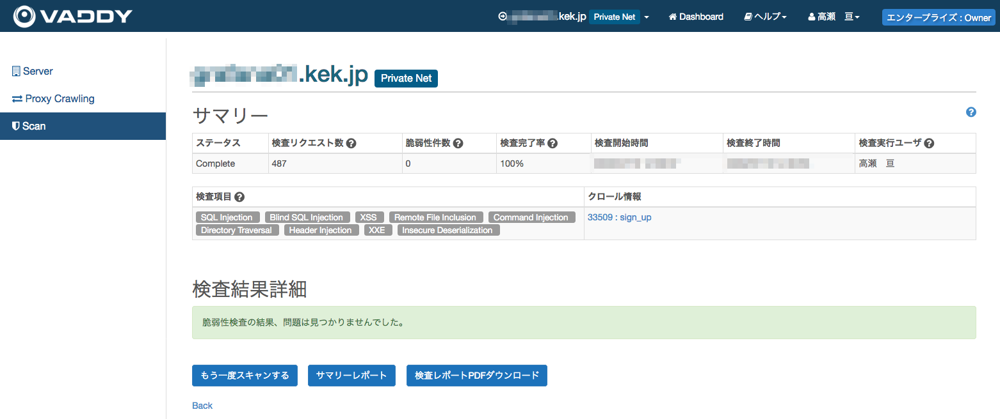 VADDY
.kek.jp Private Net Dashboard ヘルプ 高瀬 亘 エンタープライズ : Owner
Server
Proxy Crawling
Scan
.kek.jp Private Net
サマリー
ステータス 検査リクエスト数 脆弱性件数 検査完了率 検査開始時間 検査終了時間 検査実行ユーザ
Complete 487 0 100% 高瀬 亘
検査項目 クロール情報
SQL Injection Blind SQL Injection XSS Remote File Inclusion Command Injection 33509 : sign_up
Directory Traversal Header Injection XXE Insecure Deserialization
検査結果詳細
脆弱性検査の結果、問題は見つかりませんでした。
もう一度スキャンする サマリーレポート 検査レポートPDFダウンロード
Back